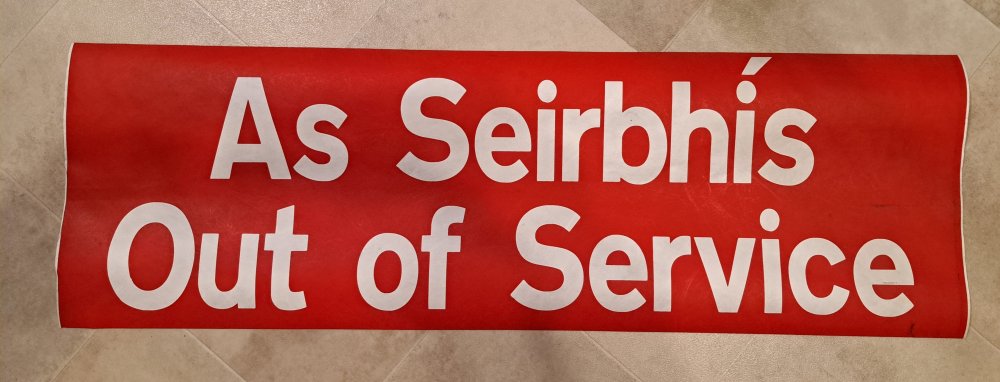 As Seirbhís
Out of Service